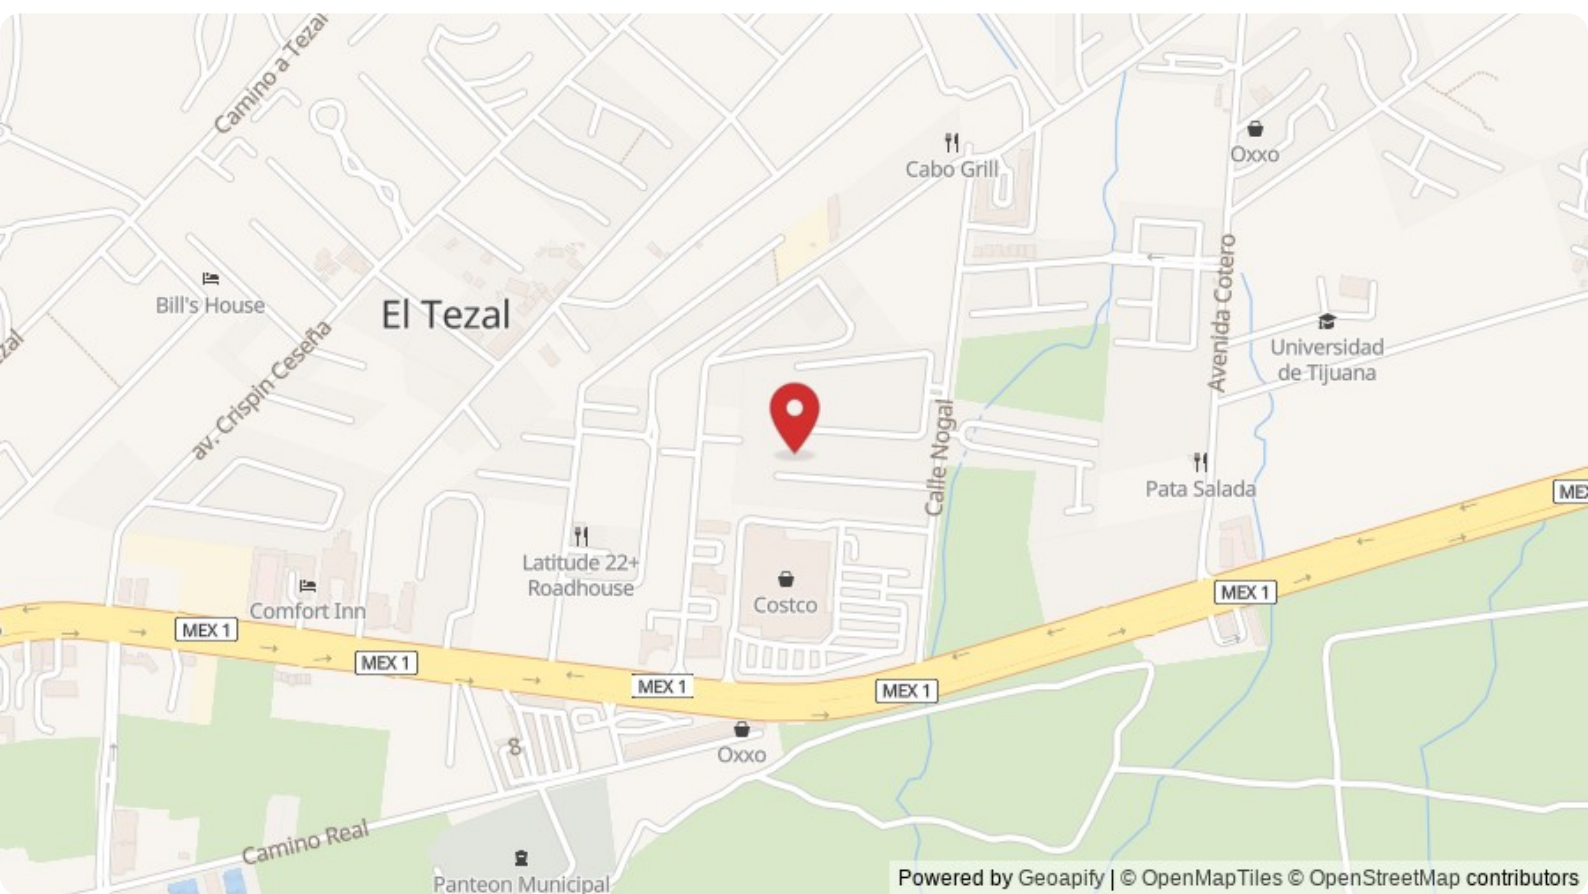 Camino a Tezal
Cabo Grill
Oxxo
Bill's House
El Tezal
Avenida Cotero
Universidad
de Tijuana
zal
av. Crispin Ceseña
Calle Nogal
Pata Salada
MEX
Latitude 22+
Roadhouse
Costco
Comfort Inn
MEX 1
MEX 1
MEX 1
MEX 1
MEX 1
8
Oxxo
Camino Real
Panteon Municipal
Powered by Geoapify | © OpenMapTiles © OpenStreetMap contributors